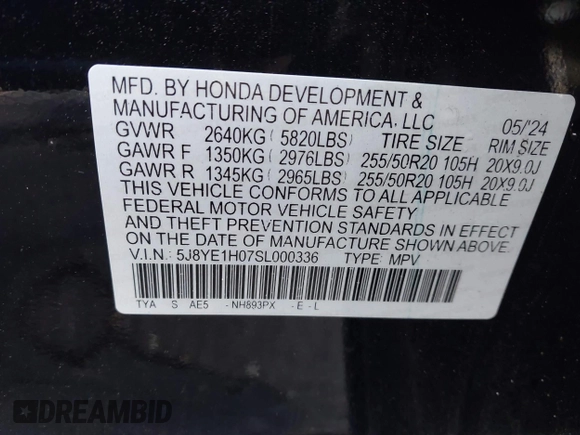 MFD. BY HONDA DEVELOPMENT &
MANUFACTURING OF AMERICA, LLC 05/'24
GVWR 2640KG ( 5820LBS) TIRE SIZE RIM SIZE
GAWR F 1350KG ( 2976LBS) 255/50R20 105H 20X9.0J
GAWR R 1345KG ( 2965LBS) 255/50R20 105H 20X9.0J
THIS VEHICLE CONFORMS TO ALL APPLICABLE
FEDERAL MOTOR VEHICLE SAFETY
AND THEFT PREVENTION STANDARDS IN EFFECT
ON THE DATE OF MANUFACTURE SHOWN ABOVE.
V.I.N.: 5J8YE1H07SL000336 TYPE: MPV
TYA S AE5 - NH893PX - E - L
DREAMBID